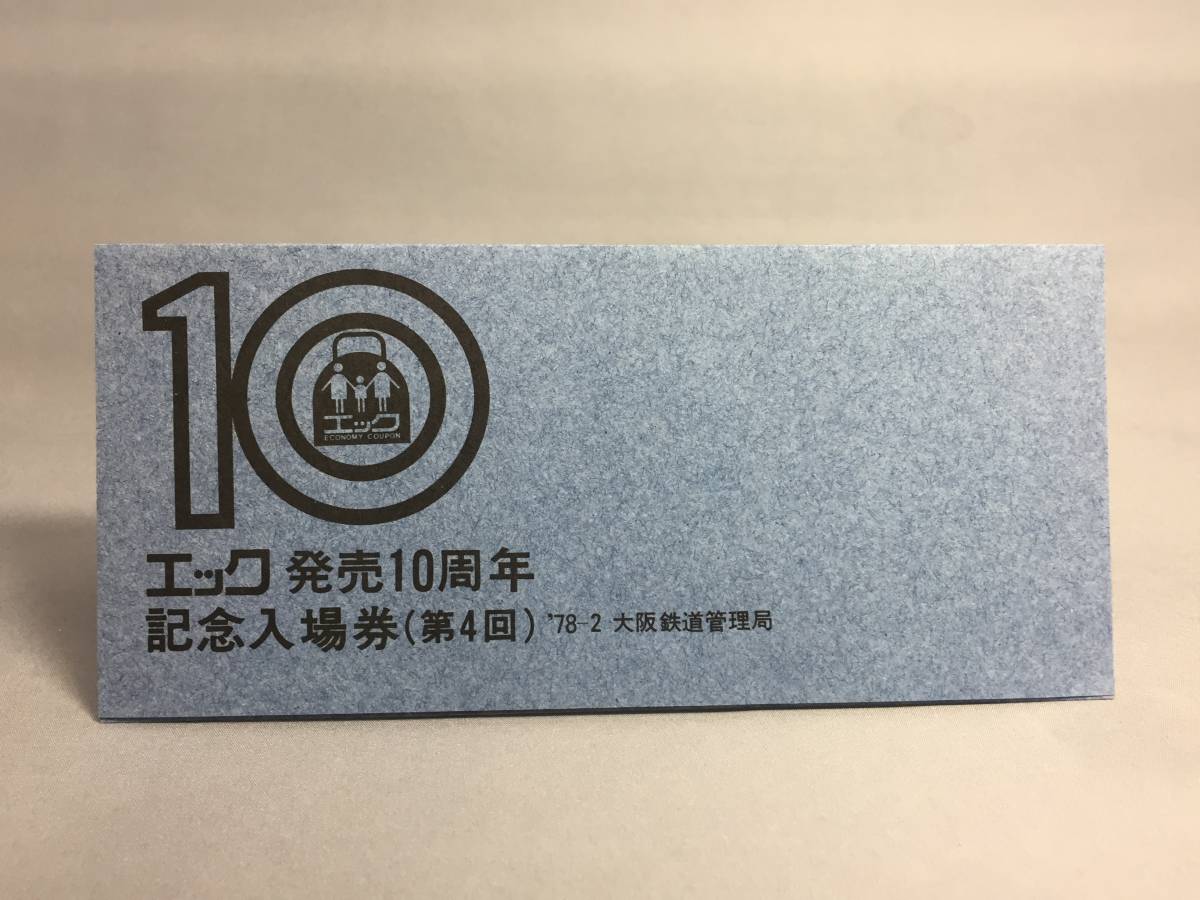 10
エック
ECONOMY COUPON
エック 発売10周年
記念入場券(第4回) '78-2 大阪鉄道管理局